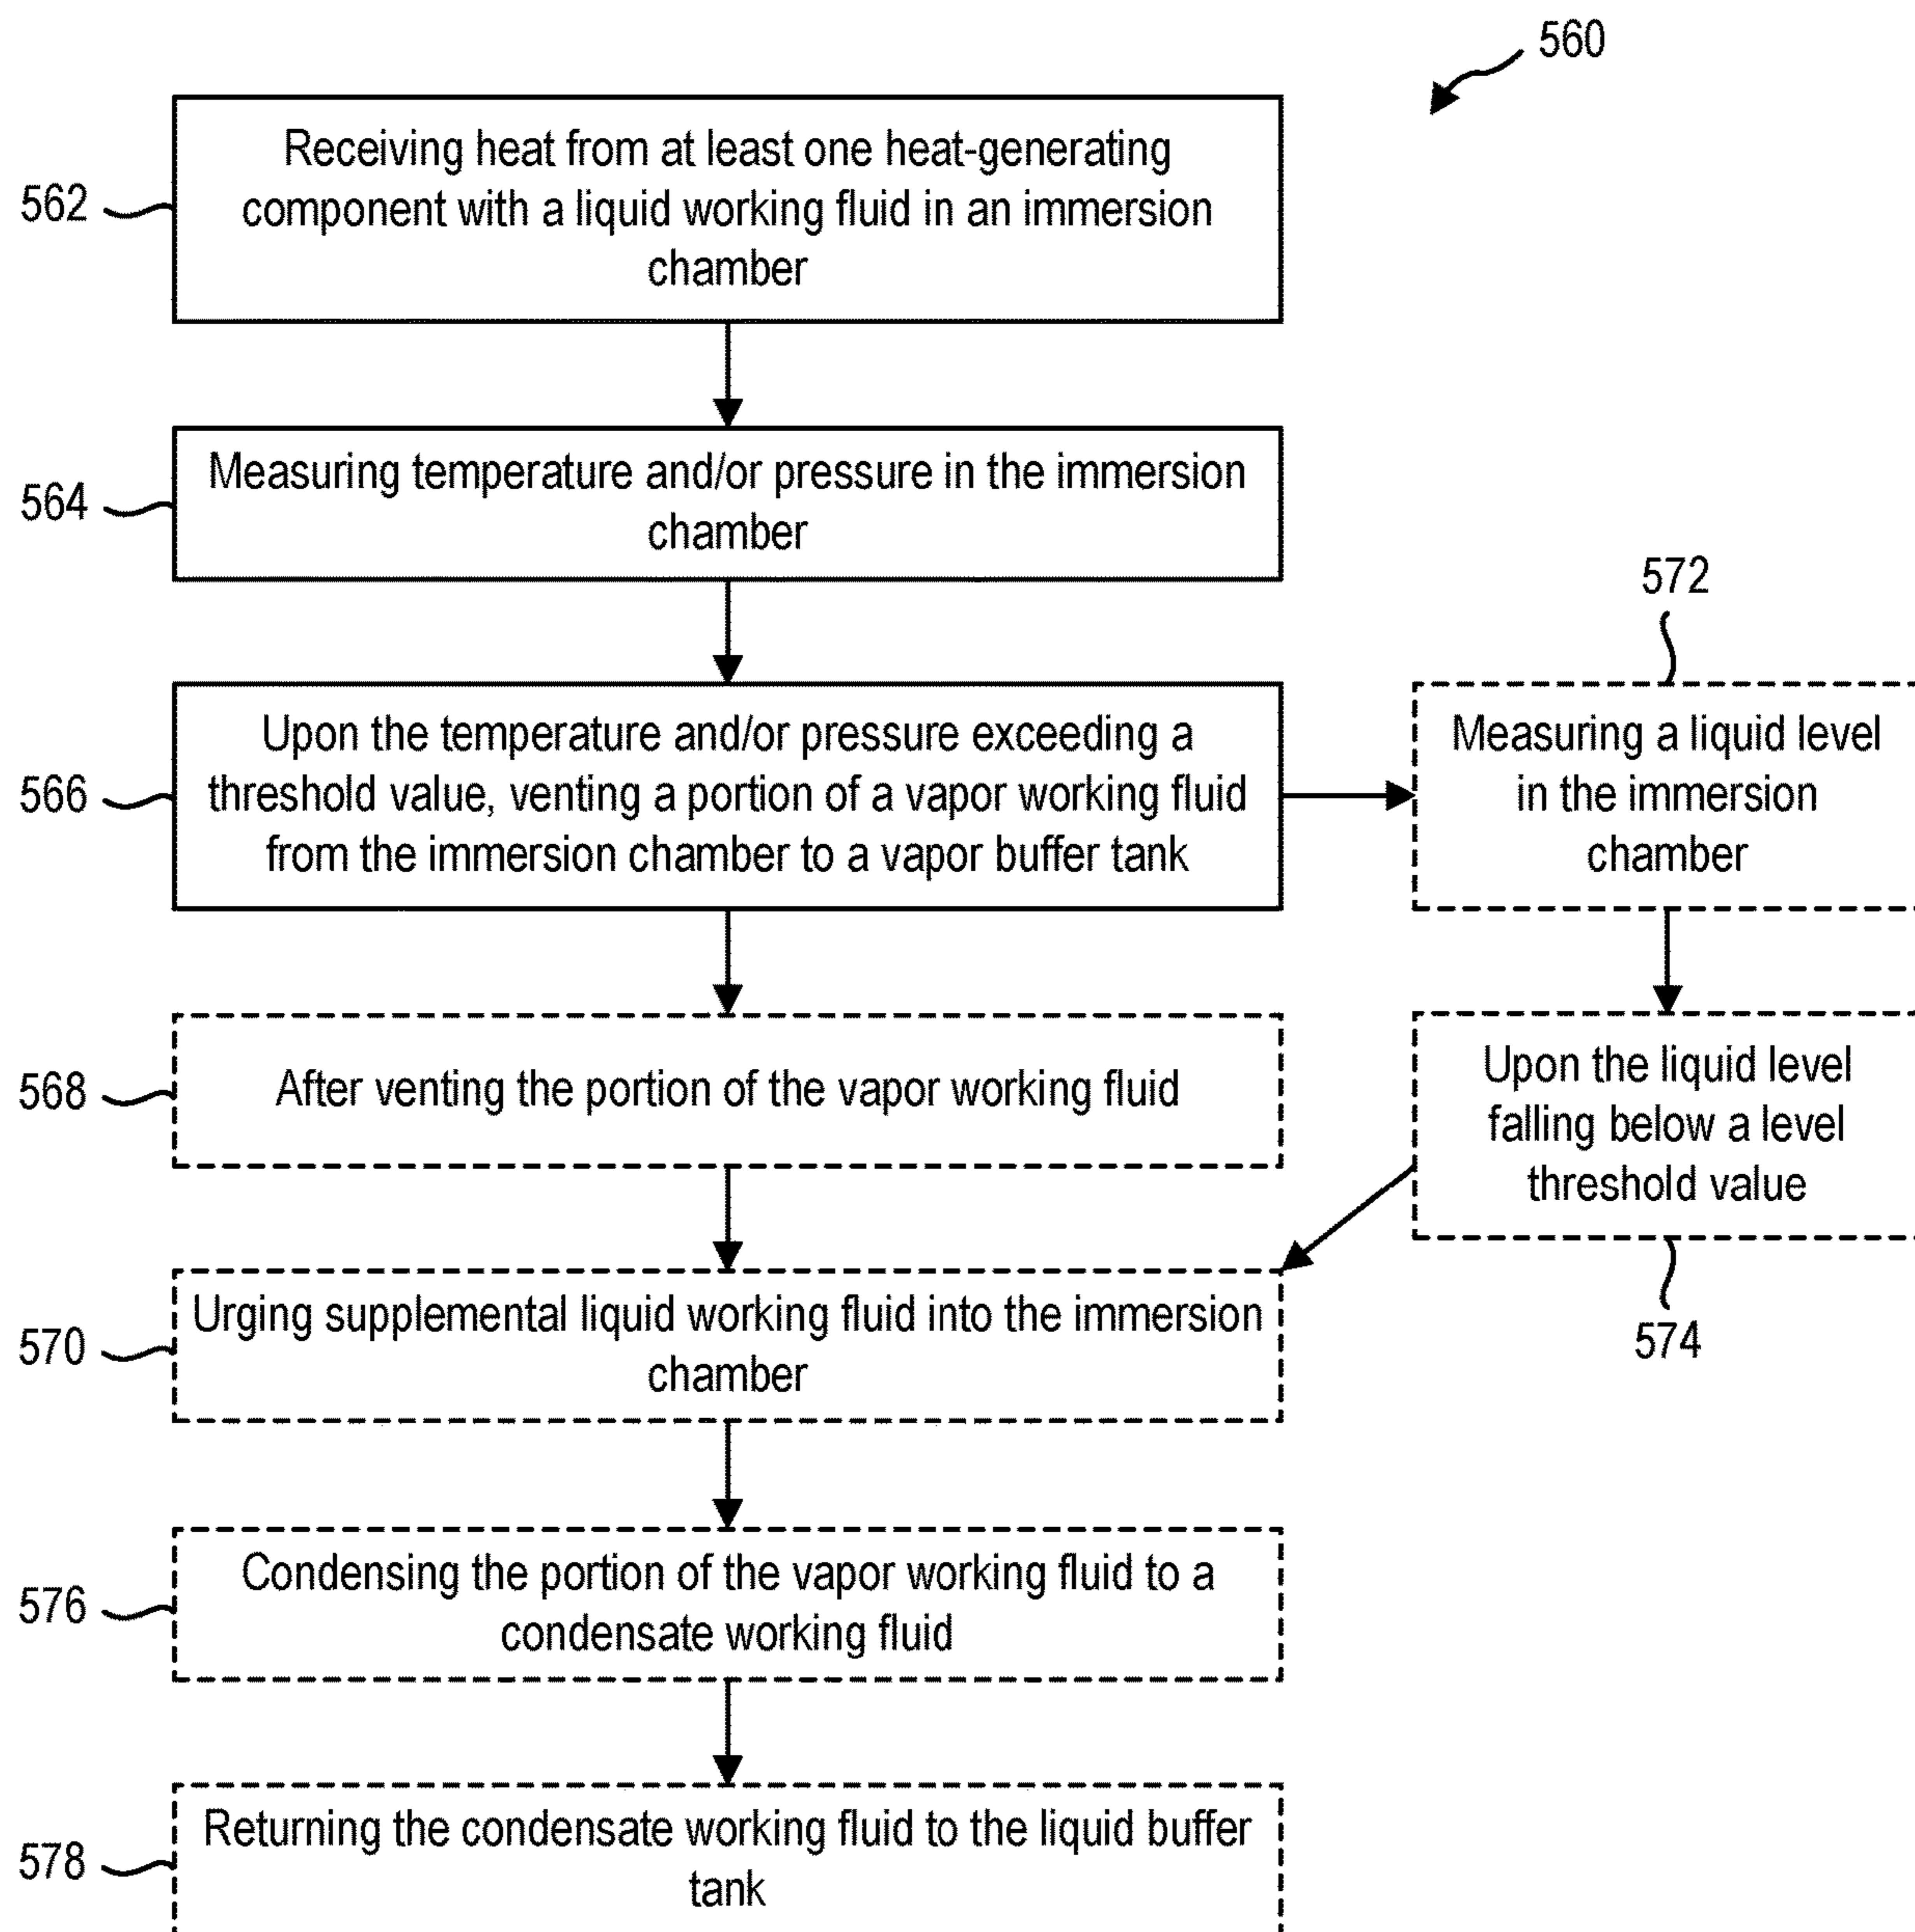 560
562
Receiving heat from at least one heat-generating
component with a liquid working fluid in an immersion
chamber
564
Measuring temperature and/or pressure in the immersion
chamber
566
Upon the temperature and/or pressure exceeding a
threshold value, venting a portion of a vapor working fluid
from the immersion chamber to a vapor buffer tank
572
Measuring a liquid level
in the immersion
chamber
568
After venting the portion of the vapor working fluid
Upon the liquid level
falling below a level
threshold value
574
570
Urging supplemental liquid working fluid into the immersion
chamber
576
Condensing the portion of the vapor working fluid to a
condensate working fluid
578
Returning the condensate working fluid to the liquid buffer
tank